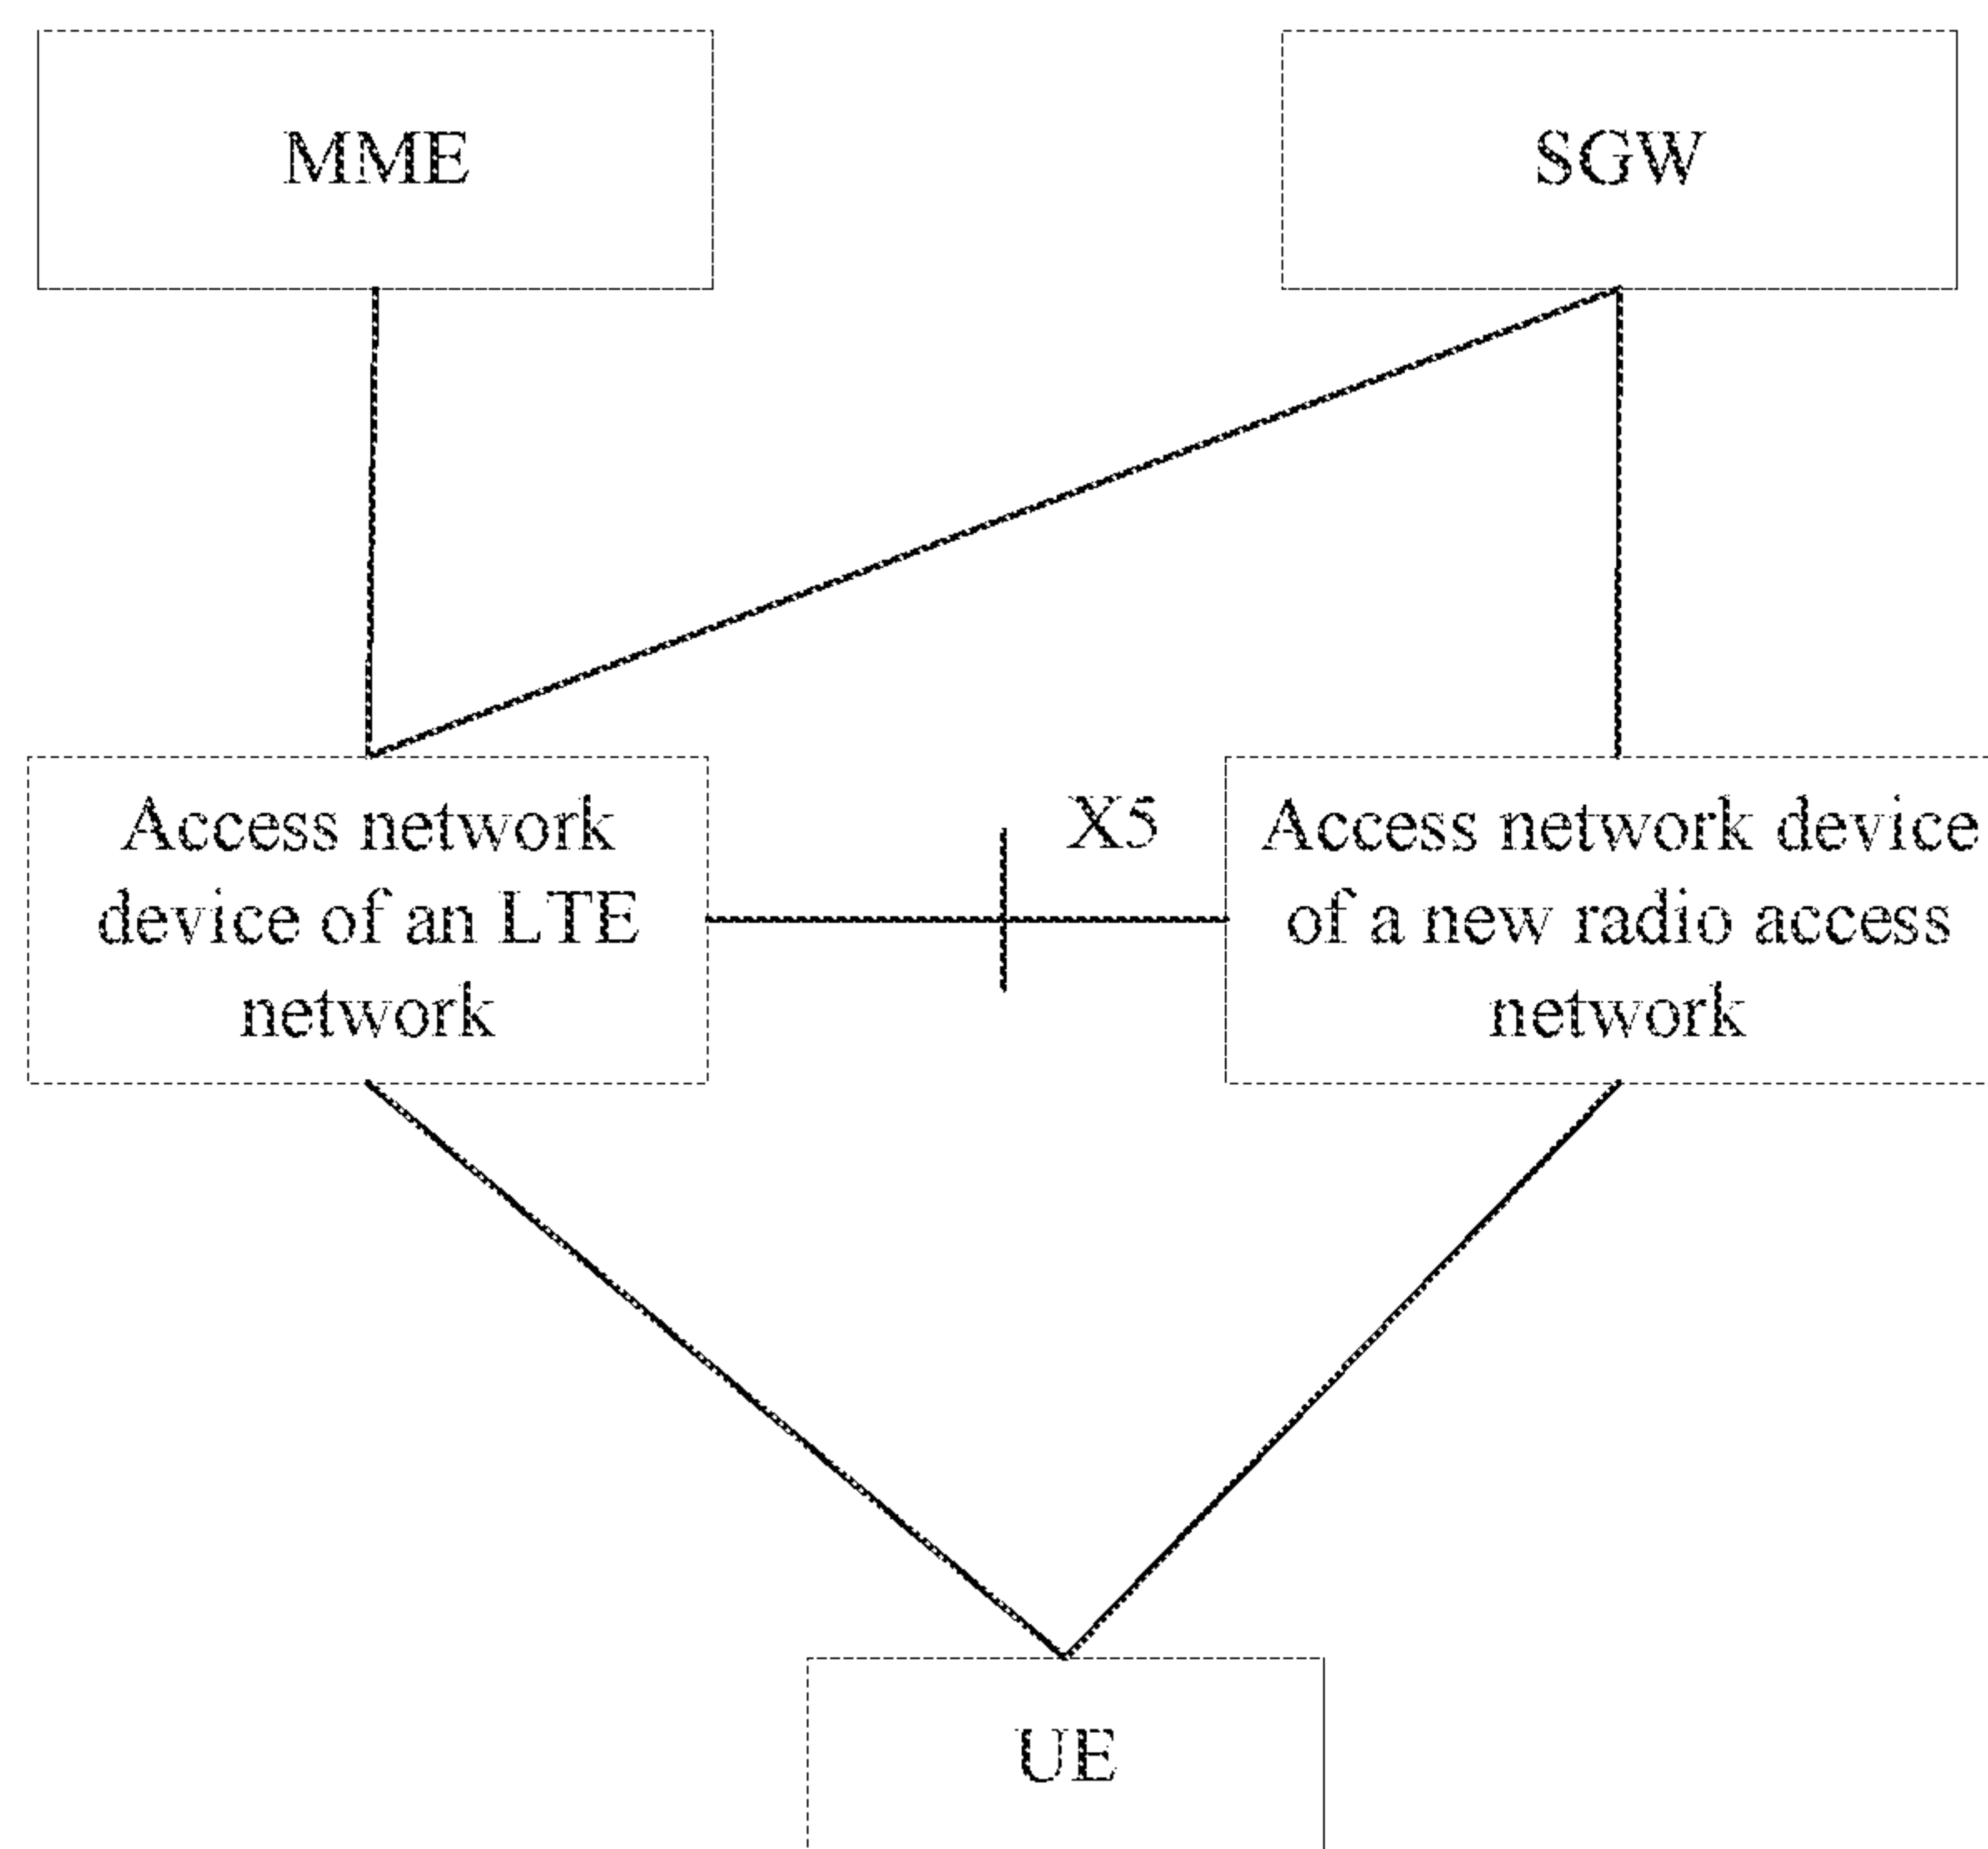 MME
SGW
Access network
device of an LTE
network
X5
Access network device
of a new radio access
network
UE